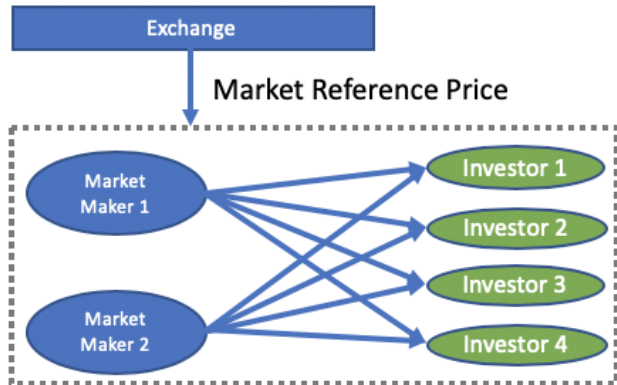 Exchange
Market Reference Price
Market
Maker 1
Investor 1
Investor 2
Investor 3
Market
Maker 2
Investor 4